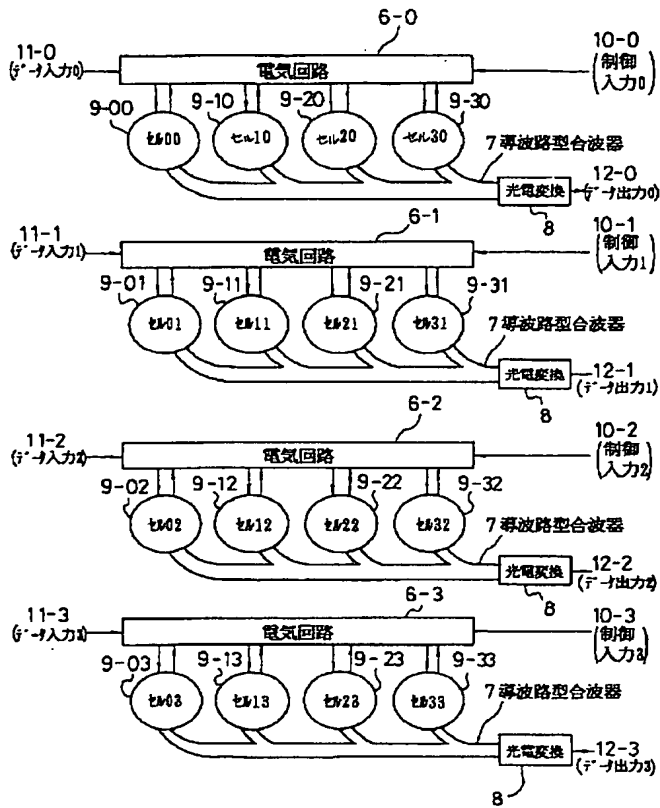 6-0
11-0
(データ入力0)
電気回路
10-0
(制御入力0)
9-00
9-10
9-20
9-30
セル00
セル10
セル20
セル30
7 導波路型合波器
光電変換
8
12-0
(データ出力0)
6-1
11-1
(データ入力1)
電気回路
10-1
(制御入力1)
9-01
9-11
9-21
9-31
セル01
セル11
セル21
セル31
7 導波路型合波器
光電変換
8
12-1
(データ出力1)
6-2
11-2
(データ入力2)
電気回路
10-2
(制御入力2)
9-02
9-12
9-22
9-32
セル02
セル12
セル22
セル32
7 導波路型合波器
光電変換
8
12-2
(データ出力2)
6-3
11-3
(データ入力3)
電気回路
10-3
(制御入力3)
9-03
9-13
9-23
9-33
セル03
セル13
セル23
セル33
7 導波路型合波器
光電変換
8
12-3
(データ出力3)